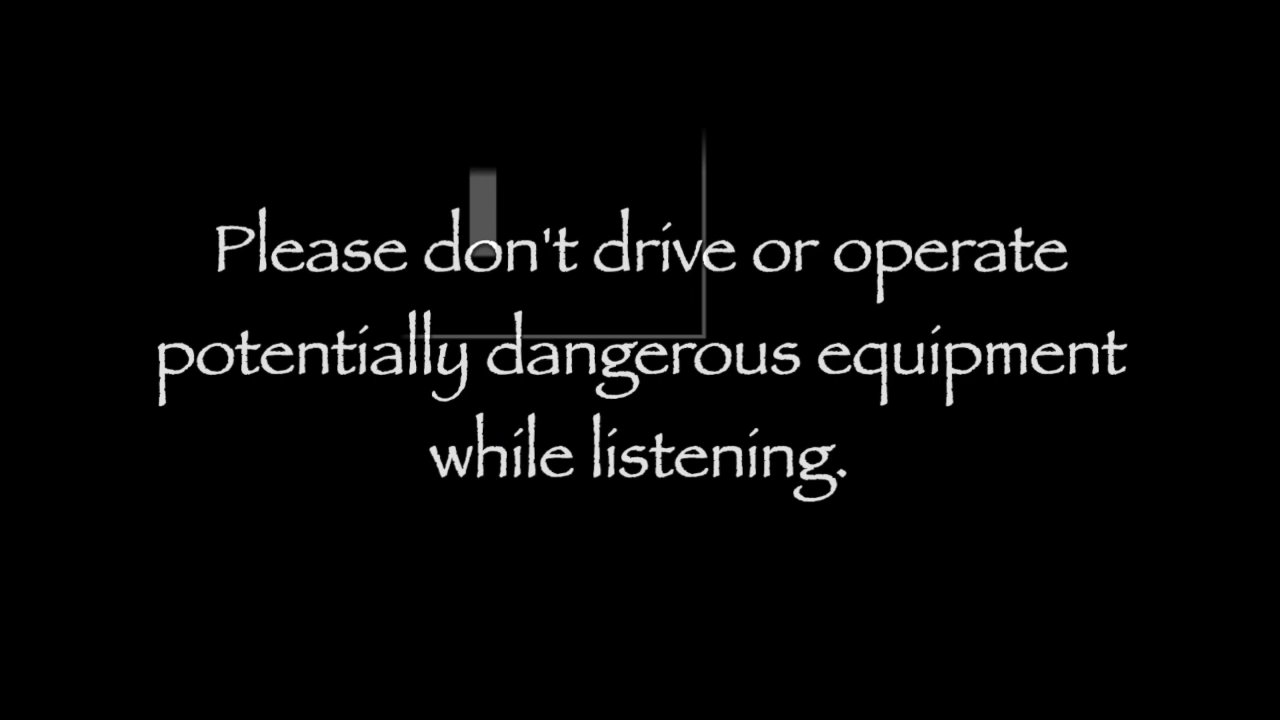 Please don't drive or operate
potentially dangerous equipment
while listening.